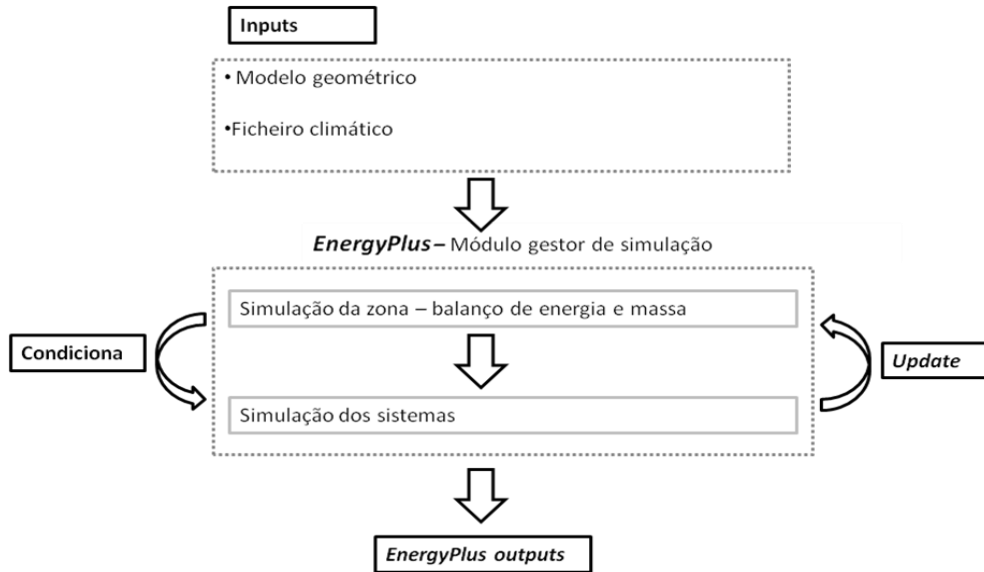 Inputs
• Modelo geométrico
•Ficheiro climático
EnergyPlus – Módulo gestor de simulação
Simulação da zona – balanço de energia e massa
Condiciona
Update
Simulação dos sistemas
EnergyPlus outputs